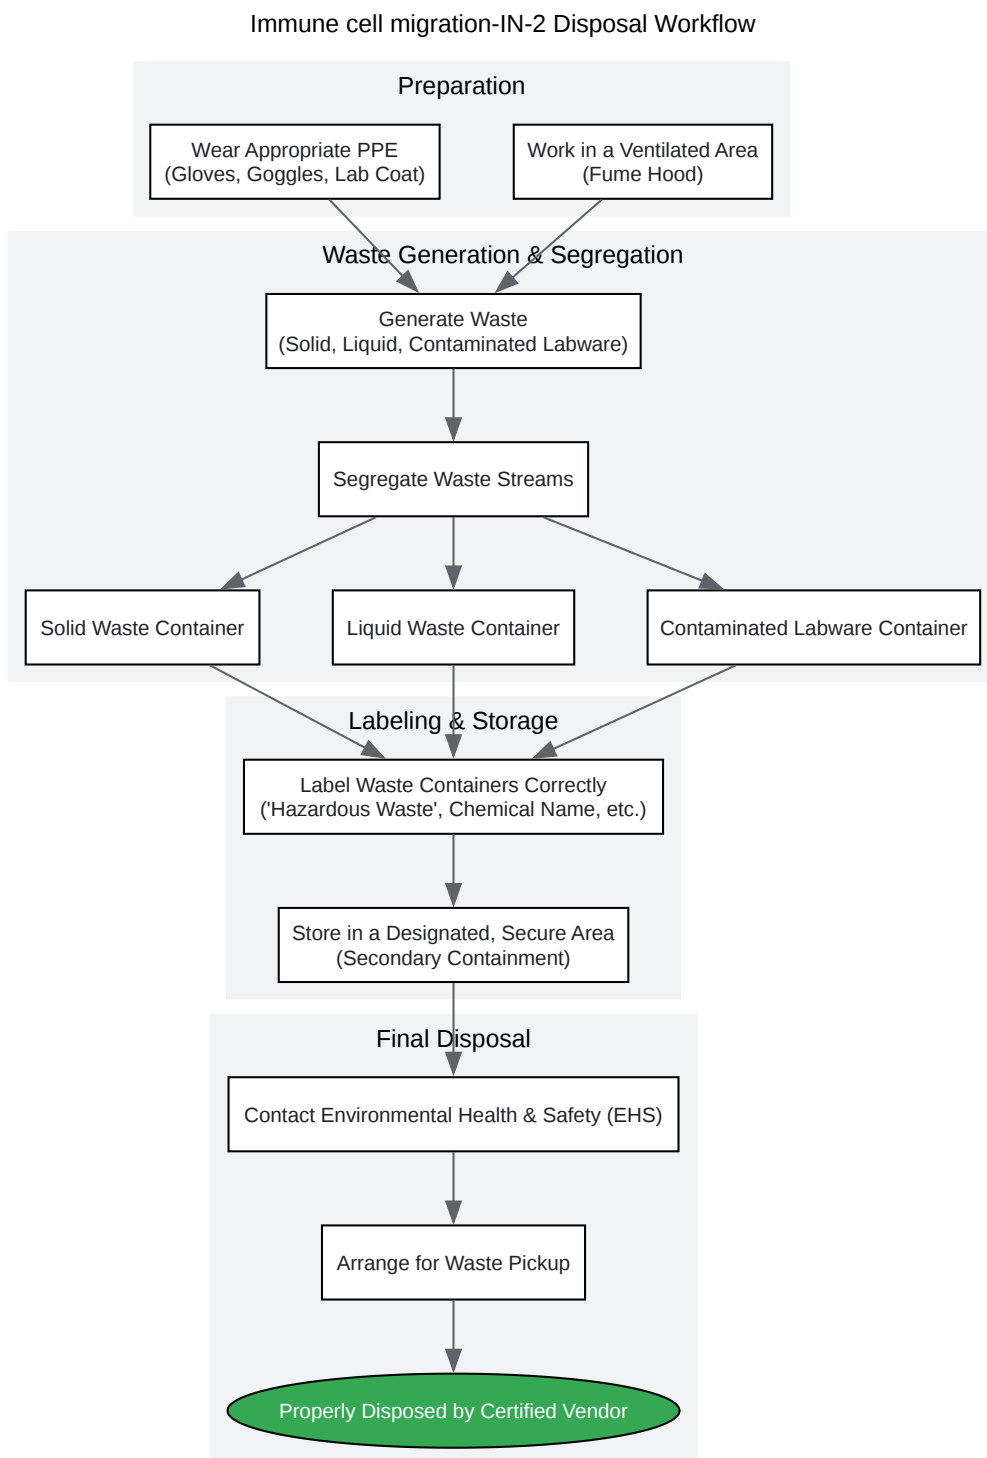 Immune cell migration-IN-2 Disposal Workflow
Preparation
Wear Appropriate PPE
(Gloves, Goggles, Lab Coat)
Work in a Ventilated Area
(Fume Hood)
Waste Generation & Segregation
Generate Waste
(Solid, Liquid, Contaminated Labware)
Segregate Waste Streams
Solid Waste Container
Liquid Waste Container
Contaminated Labware Container
Labeling & Storage
Label Waste Containers Correctly
('Hazardous Waste', Chemical Name, etc.)
Store in a Designated, Secure Area
(Secondary Containment)
Final Disposal
Contact Environmental Health & Safety (EHS)
Arrange for Waste Pickup
Properly Disposed by Certified Vendor